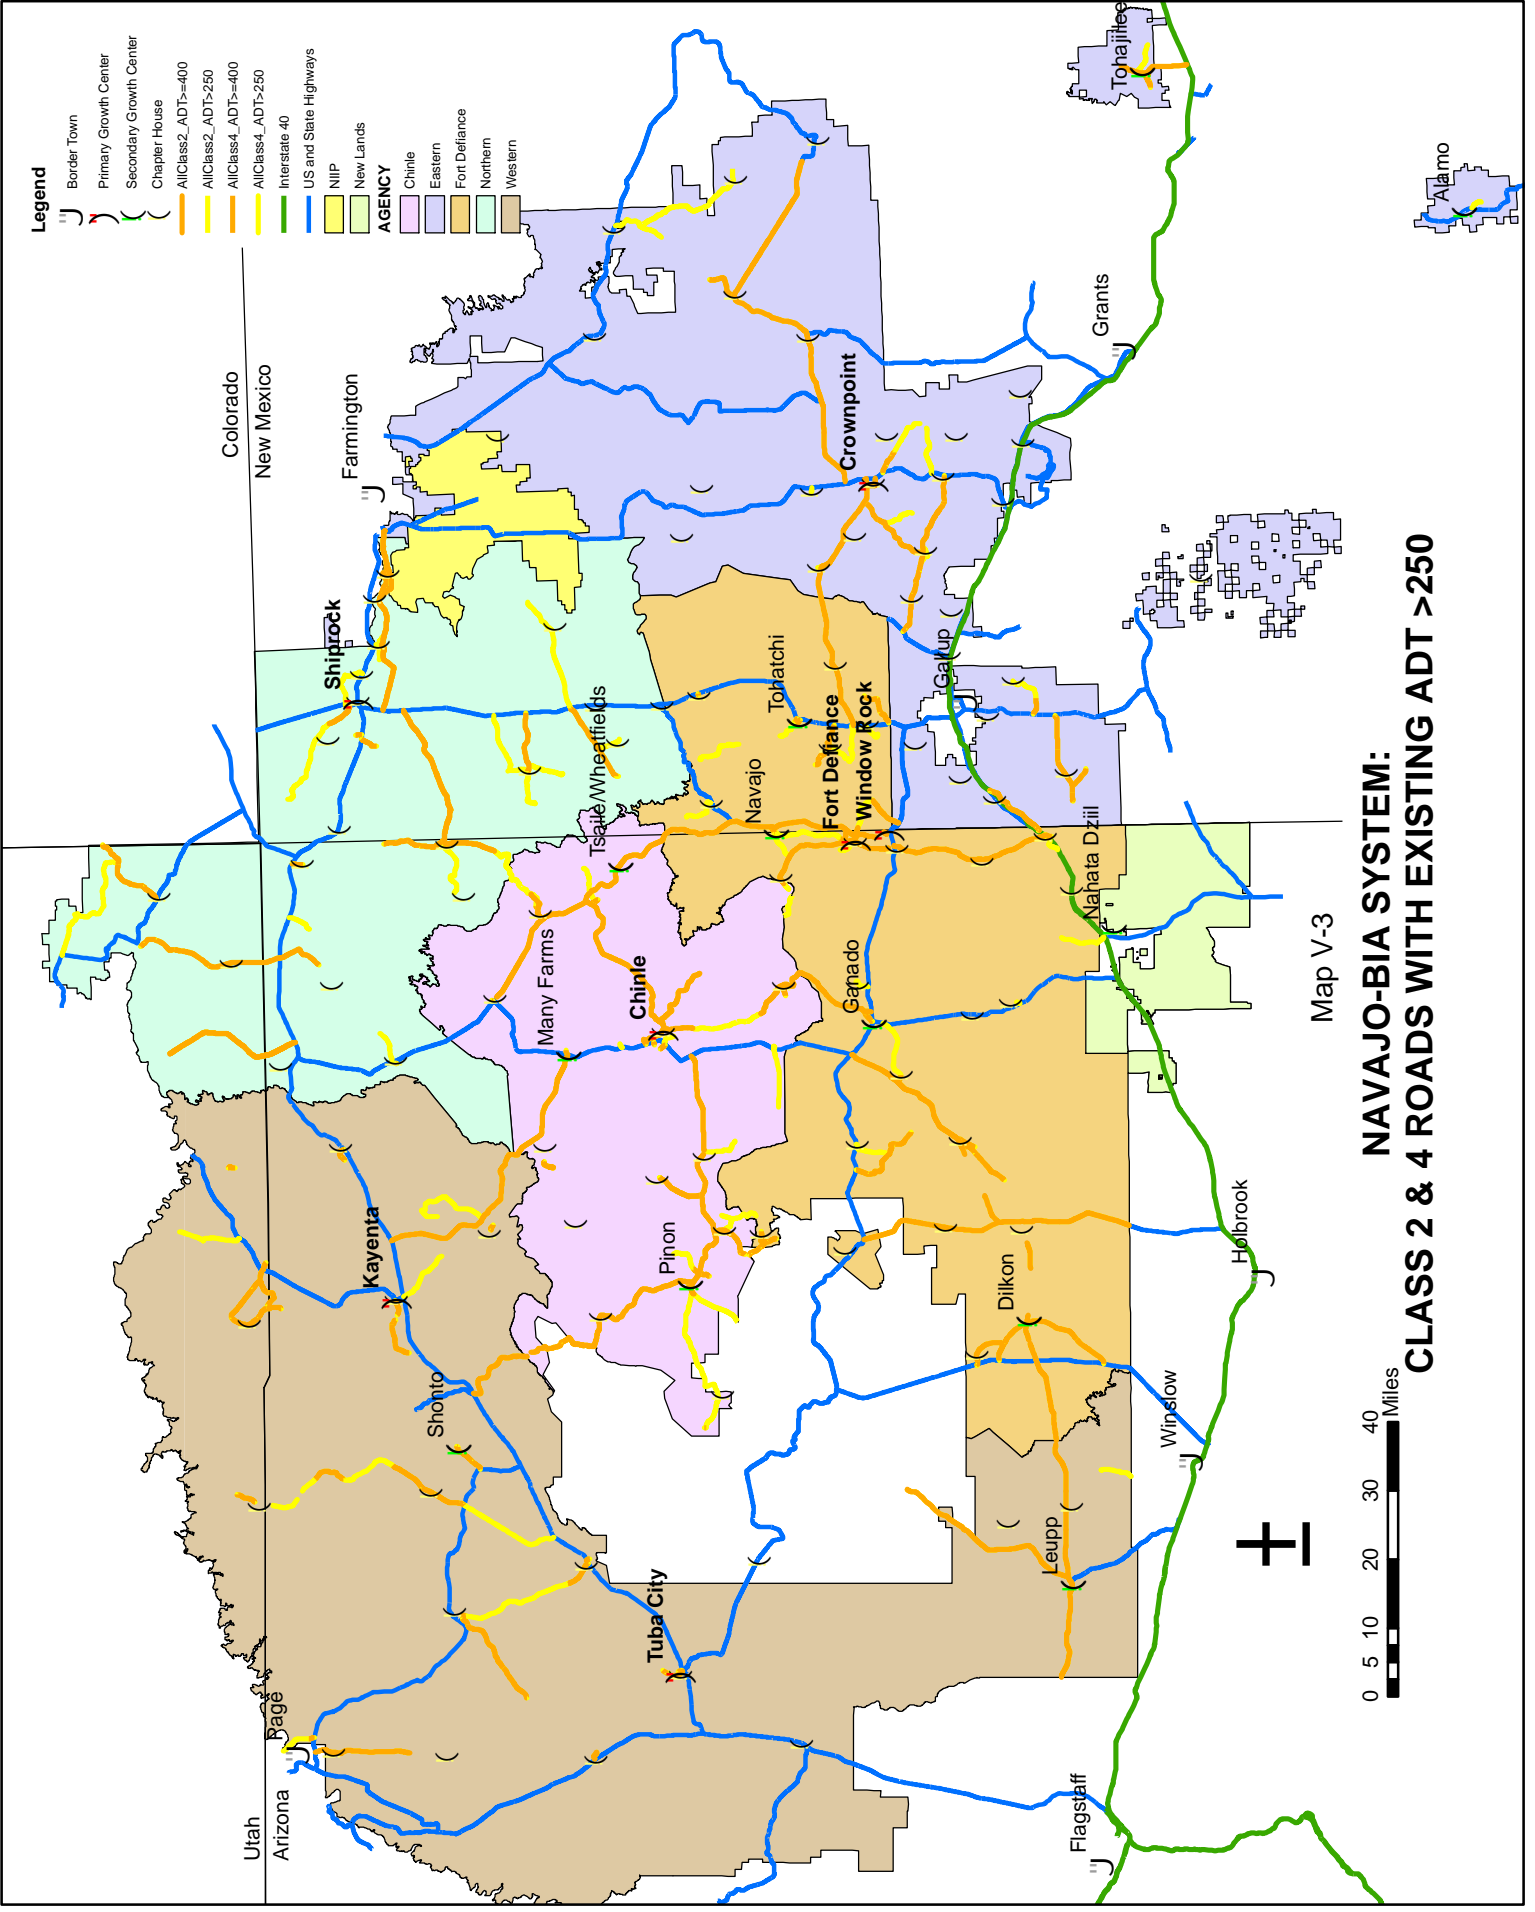 Legend
Border Town
Primary Growth Center
Secondary Growth Center
Chapter House
AllClass2_ADT>=400
AllClass2_ADT>250
AllClass4_ADT>=400
AllClass4_ADT>250
Interstate 40
US and State Highways
NIIP
New Lands
AGENCY
Chinle
Eastern
Fort Defiance
Northern
Western
Utah
Arizona
Colorado
New Mexico
Page
Farmington
Shiprock
Kayenta
Shonto
Tsaile/Wheatfields
Many Farms
Chinle
Pinon
Tuba City
Navajo
Tohatchi
Fort Defiance
Window Rock
Crownpoint
Ganado
Gallup
Dilkon
Leupp
Nahata Dziil
Grants
Tohajiilee
Alamo
Flagstaff
Winslow
Holbrook
Map V-3
NAVAJO-BIA SYSTEM:
CLASS 2 & 4 ROADS WITH EXISTING ADT >250
0 5 10 20 30 40
Miles